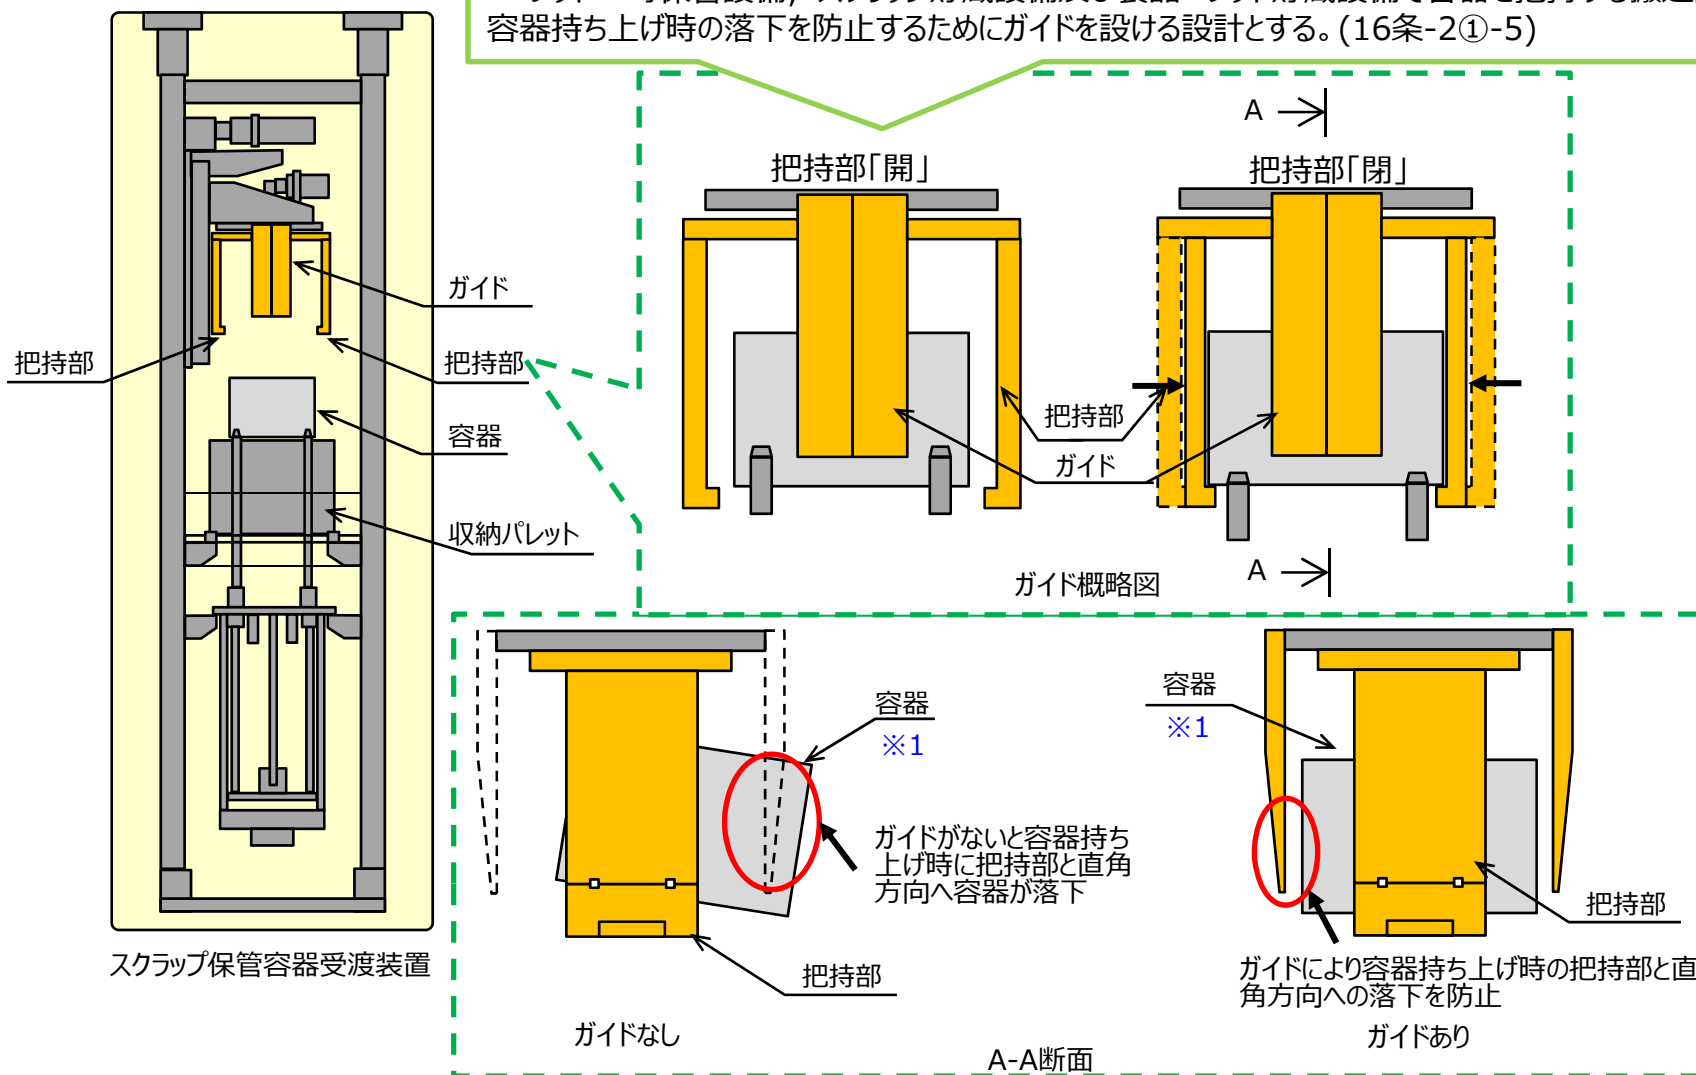 容器持ち上げ時の落下を防止するためにガイドを設ける設計とする。(16条-2①-5)
A
把持部「開」
把持部「閉」
ガイド
把持部
把持部
容器
収納パレット
把持部
ガイド
A
ガイド概略図
スクラップ保管容器受渡装置
容器
※1
ガイドがないと容器持ち
上げ時に把持部と直角
方向へ容器が落下
把持部
ガイドなし
容器
※1
把持部
ガイドにより容器持ち上げ時の把持部と直
角方向への落下を防止
ガイドあり
A-A断面